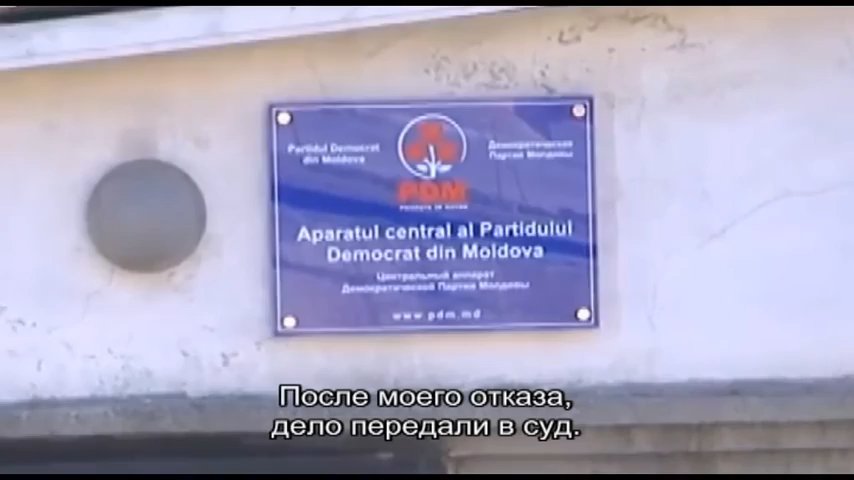 Partidul Democrat
din Moldova
PDM
Демократическая
Партия Молдовы
Aparatul central al Partidului
Democrat din Moldova
Центральный аппарат
Демократической Партии Молдовы
www.pdm.md
После моего отказа,
дело передали в суд.